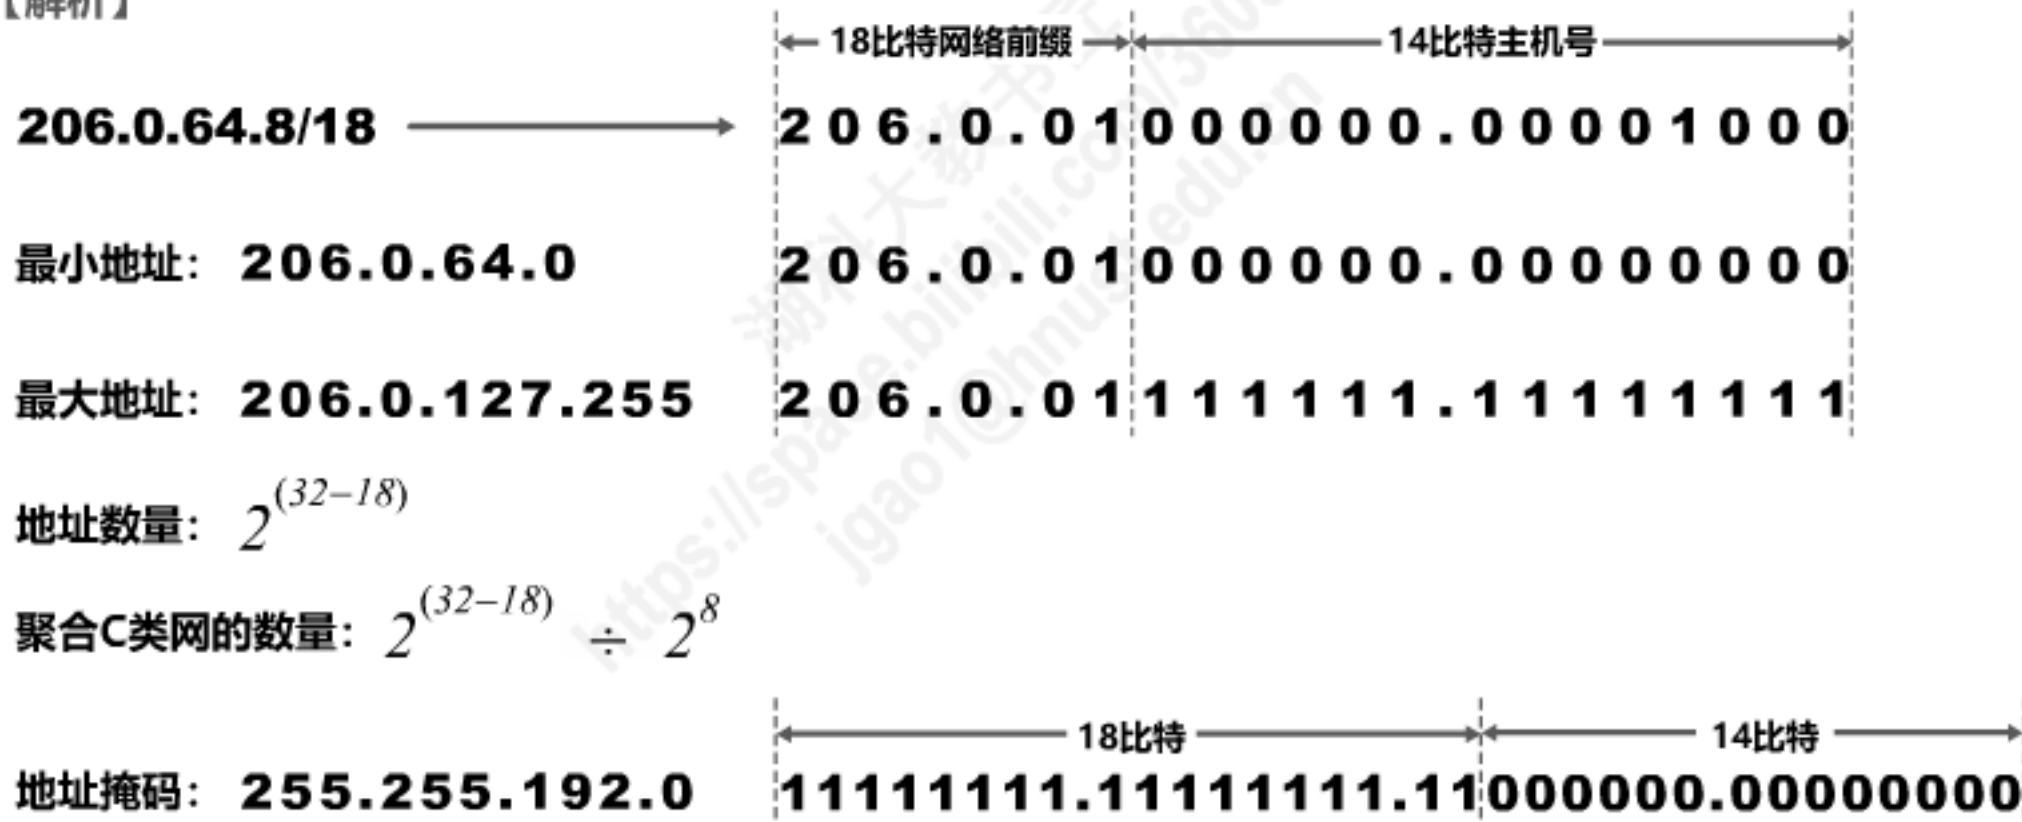 【解析】
18比特网络前缀 14比特主机号
206.0.64.8/18 206.0.01000000.00001000
最小地址： 206.0.64.0 206.0.01000000.00000000
最大地址： 206.0.127.255 206.0.01111111.11111111
地址数量： 2^(32-18)
聚合C类网的数量： 2^(32-18) ÷ 2^8
18比特 14比特
地址掩码： 255.255.192.0 11111111.11111111.11000000.00000000
jgao1@hnust.edu.cn